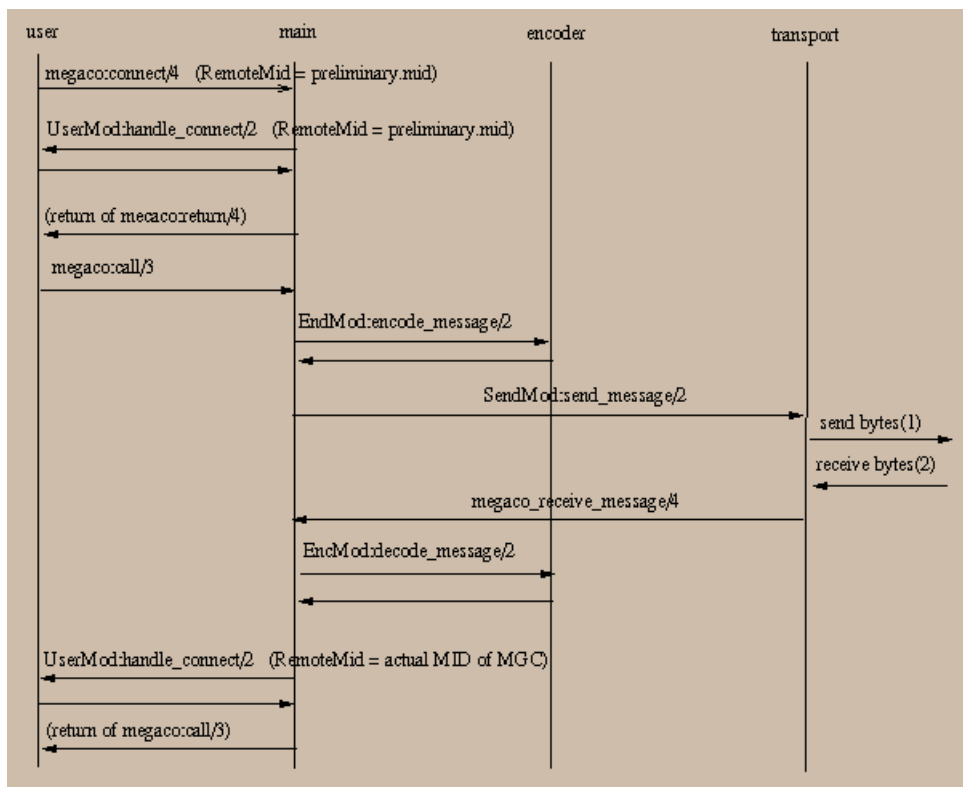 user main encoder transport
megaco:connect/4 (RemoteMid = preliminary.mid)
UserMod:handle_connect/2 (RemoteMid = preliminary.mid)
(return of mecaco:return/4)
megaco:call/3
EndMod:encode_message/2
SendMod:send_message/2
send bytes(1)
receive bytes(2)
megaco_receive_message/4
EncMod:decode_message/2
UserMod:handle_connect/2 (RemoteMid = actual MID of MGC)
(return of megaco:call/3)